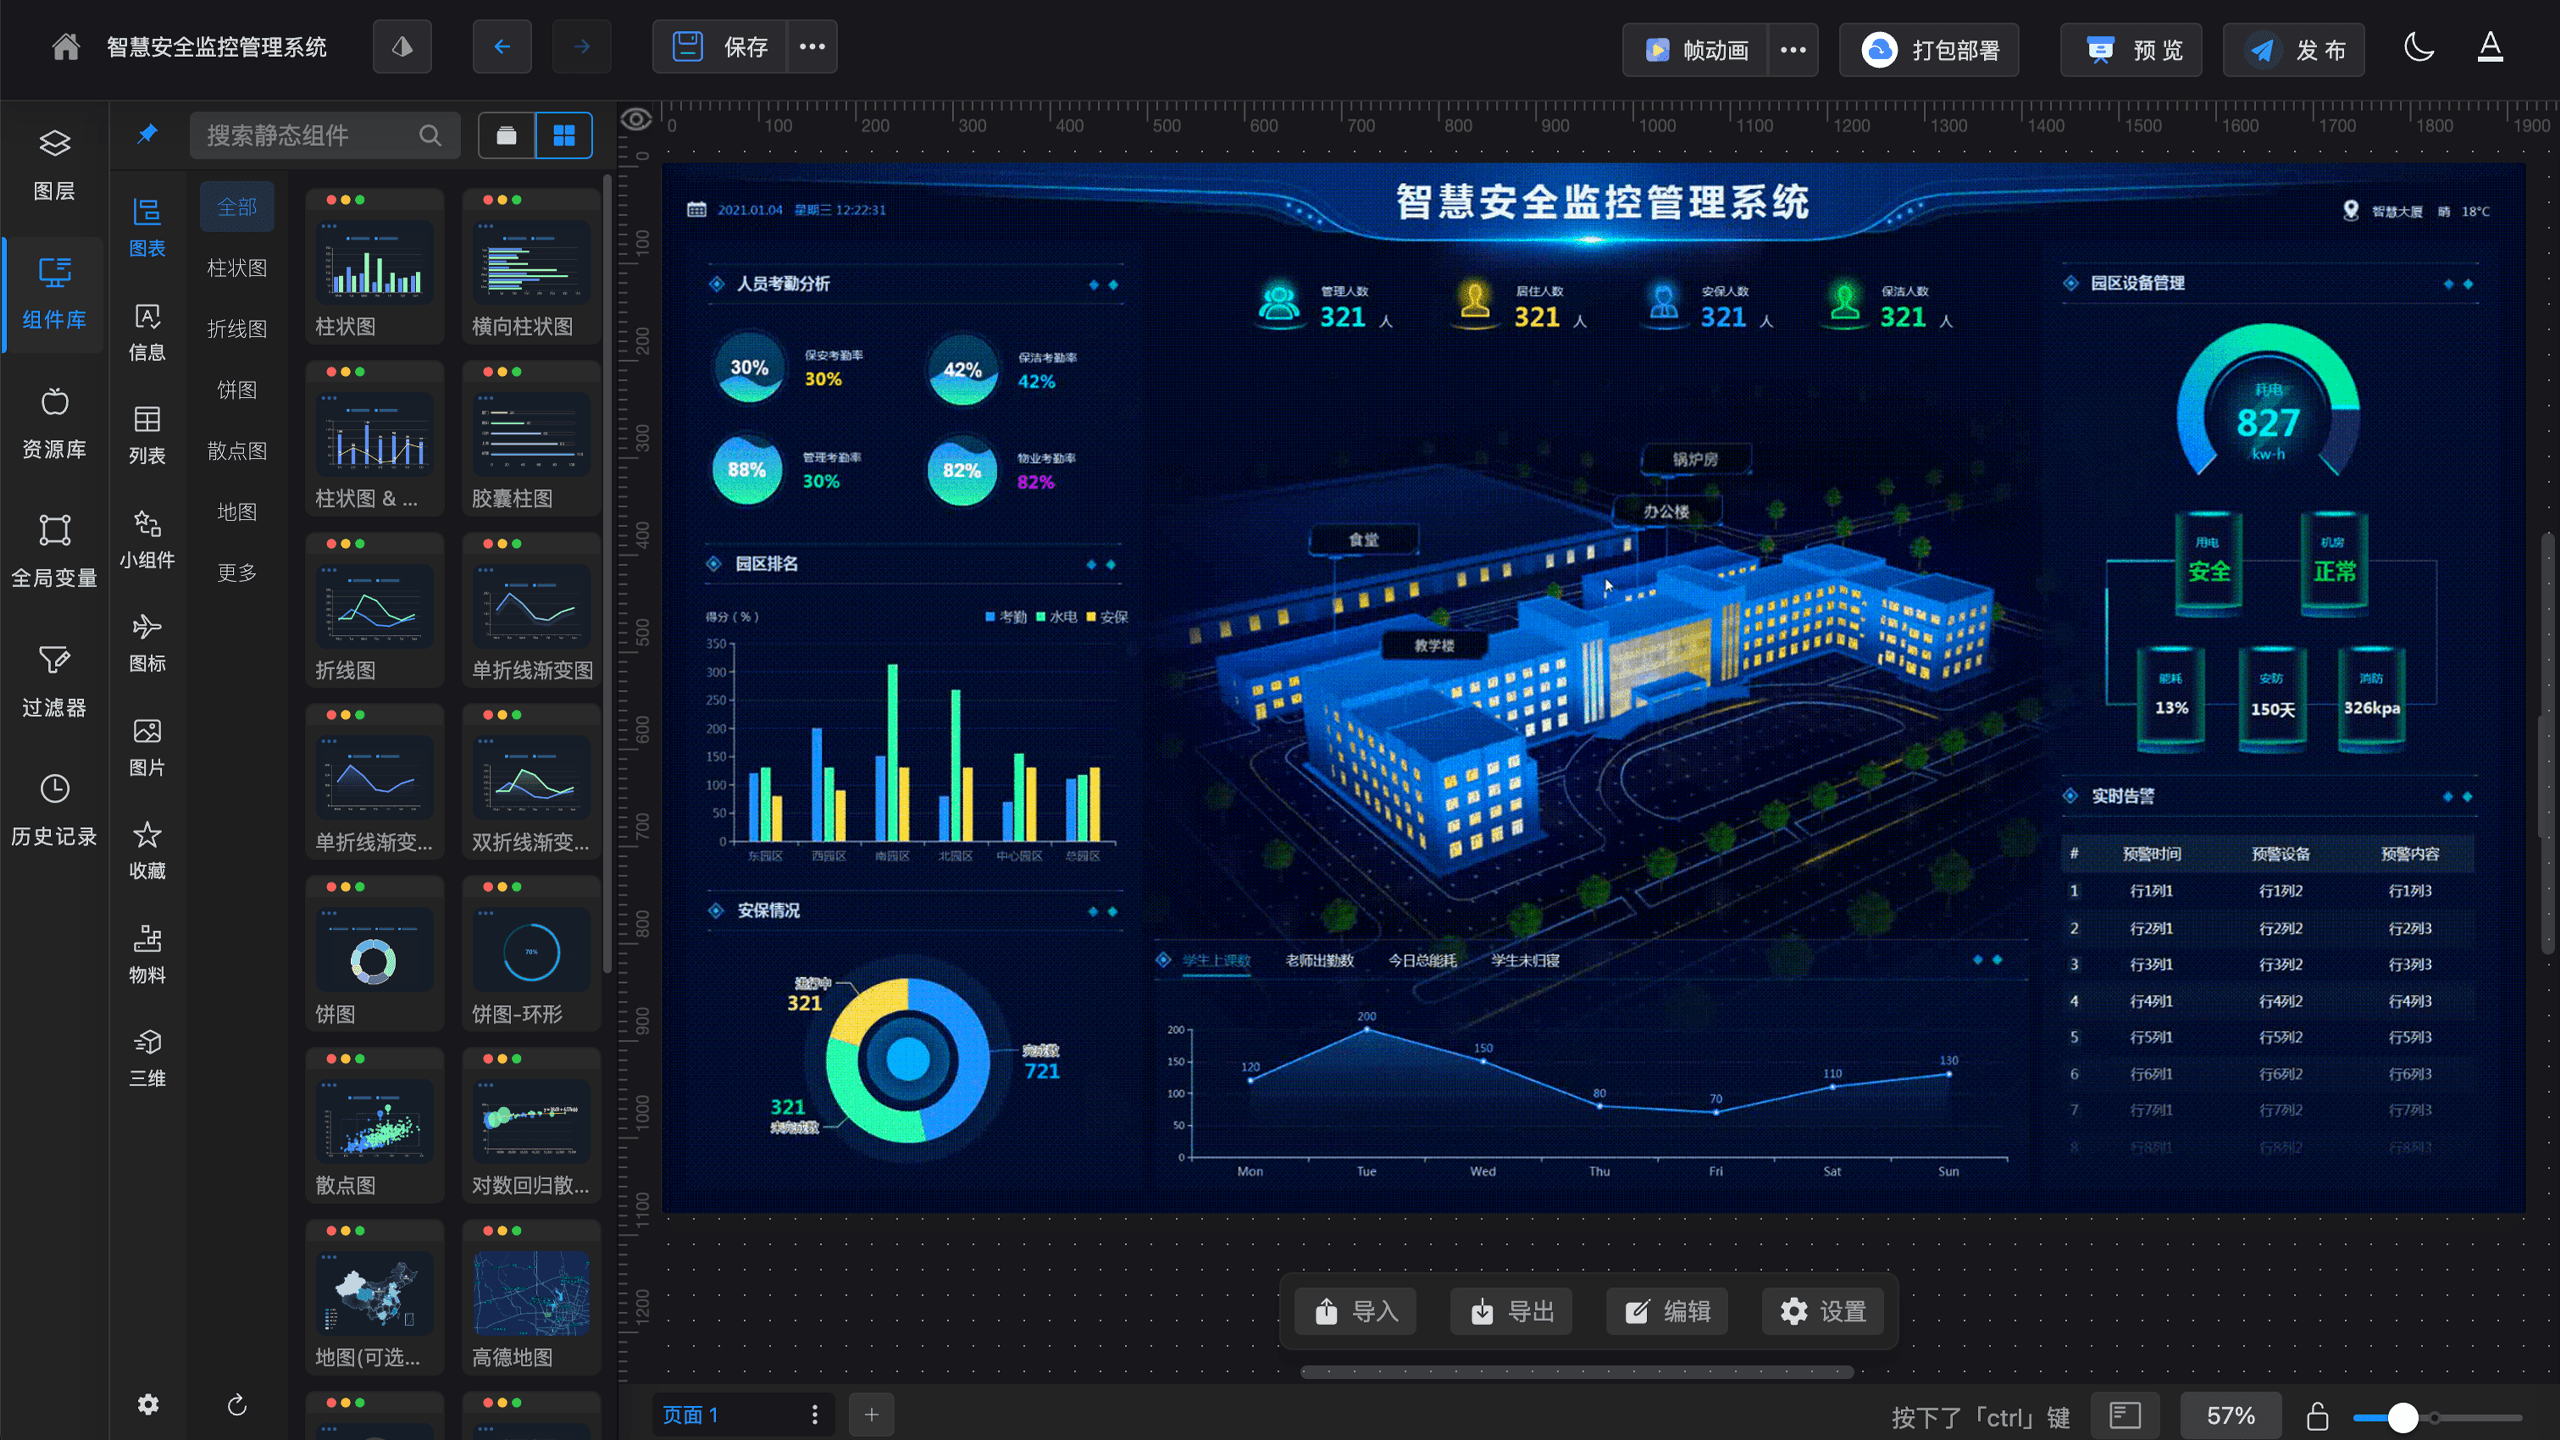 智慧安全监控管理系统
保存
帧动画
打包部署
预览
发布
图层
组件库
资源库
全局变量
过滤器
历史记录
搜索静态组件
图表
信息
列表
小组件
图标
图片
收藏
物料
三维
全部
柱状图
折线图
饼图
散点图
地图
更多
柱状图
横向柱状图
柱状图 & ...
胶囊柱图
折线图
单折线渐变图
单折线渐变...
双折线渐变...
饼图
70%
饼图-环形
散点图
对数回归散...
地图(可选...
高德地图
0 100 200 300 400 500 600 700 800 900 1000 1100 1200 1300 1400 1500 1600 1700 1800 1900
0
100
200
300
400
500
600
700
800
900
1000
1100
1200
2021.01.04 星期三 12:22:31
智慧安全监控管理系统
智慧大厦 晴 18°C
人员考勤分析
30%
保安考勤率
30%
42%
保洁考勤率
42%
88%
管理考勤率
30%
82%
物业考勤率
82%
园区排名
得分 ( % )
考勤 水电 安保
350
300
250
200
150
100
50
0
东园区 西园区 南园区 北园区 中心园区 总园区
安保情况
进行中
321
完成数
721
321
未完成数
管理人数
321 人
居住人数
321 人
安保人数
321 人
保洁人数
321 人
锅炉房
办公楼
食堂
教学楼
学生上课数 老师出勤数 今日总能耗 学生未归寝
200
150
100
50
0
120
200
150
80
70
110
130
Mon Tue Wed Thu Fri Sat Sun
园区设备管理
耗电
827
kw-h
用电
安全
机房
正常
能耗
13%
安防
150天
消防
326kpa
实时告警
# 预警时间 预警设备 预警内容
1 行1列1 行1列2 行1列3
2 行2列1 行2列2 行2列3
3 行3列1 行3列2 行3列3
4 行4列1 行4列2 行4列3
5 行5列1 行5列2 行5列3
6 行6列1 行6列2 行6列3
7 行7列1 行7列2 行7列3
8 行8列1 行8列2 行8列3
导入
导出
编辑
设置
页面 1
按下了「ctrl」键
57%